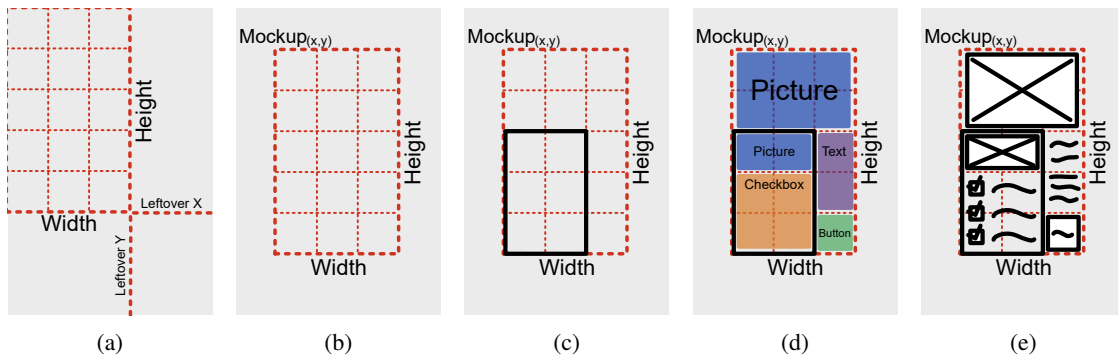 Height
Leftover X
Width
Leftover Y
(a)
Mockup(x,y)
Height
Width
(b)
Mockup(x,y)
Height
Width
(c)
Mockup(x,y)
Picture
Picture
Text
Height
Checkbox
Button
Width
(d)
Mockup(x,y)
Height
Width
(e)